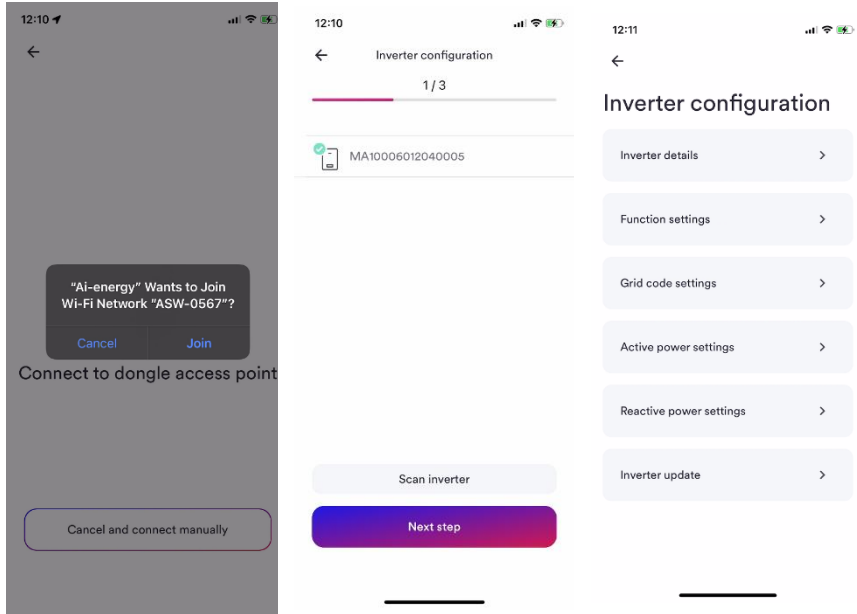 12:10
"Ai-energy" Wants to Join
Wi-Fi Network "ASW-0567"?
Cancel
Join
Connect to dongle access point
Cancel and connect manually
12:10
Inverter configuration
1 / 3
MA10006012040005
Scan inverter
Next step
12:11
Inverter configuration
Inverter details
Function settings
Grid code settings
Active power settings
Reactive power settings
Inverter update